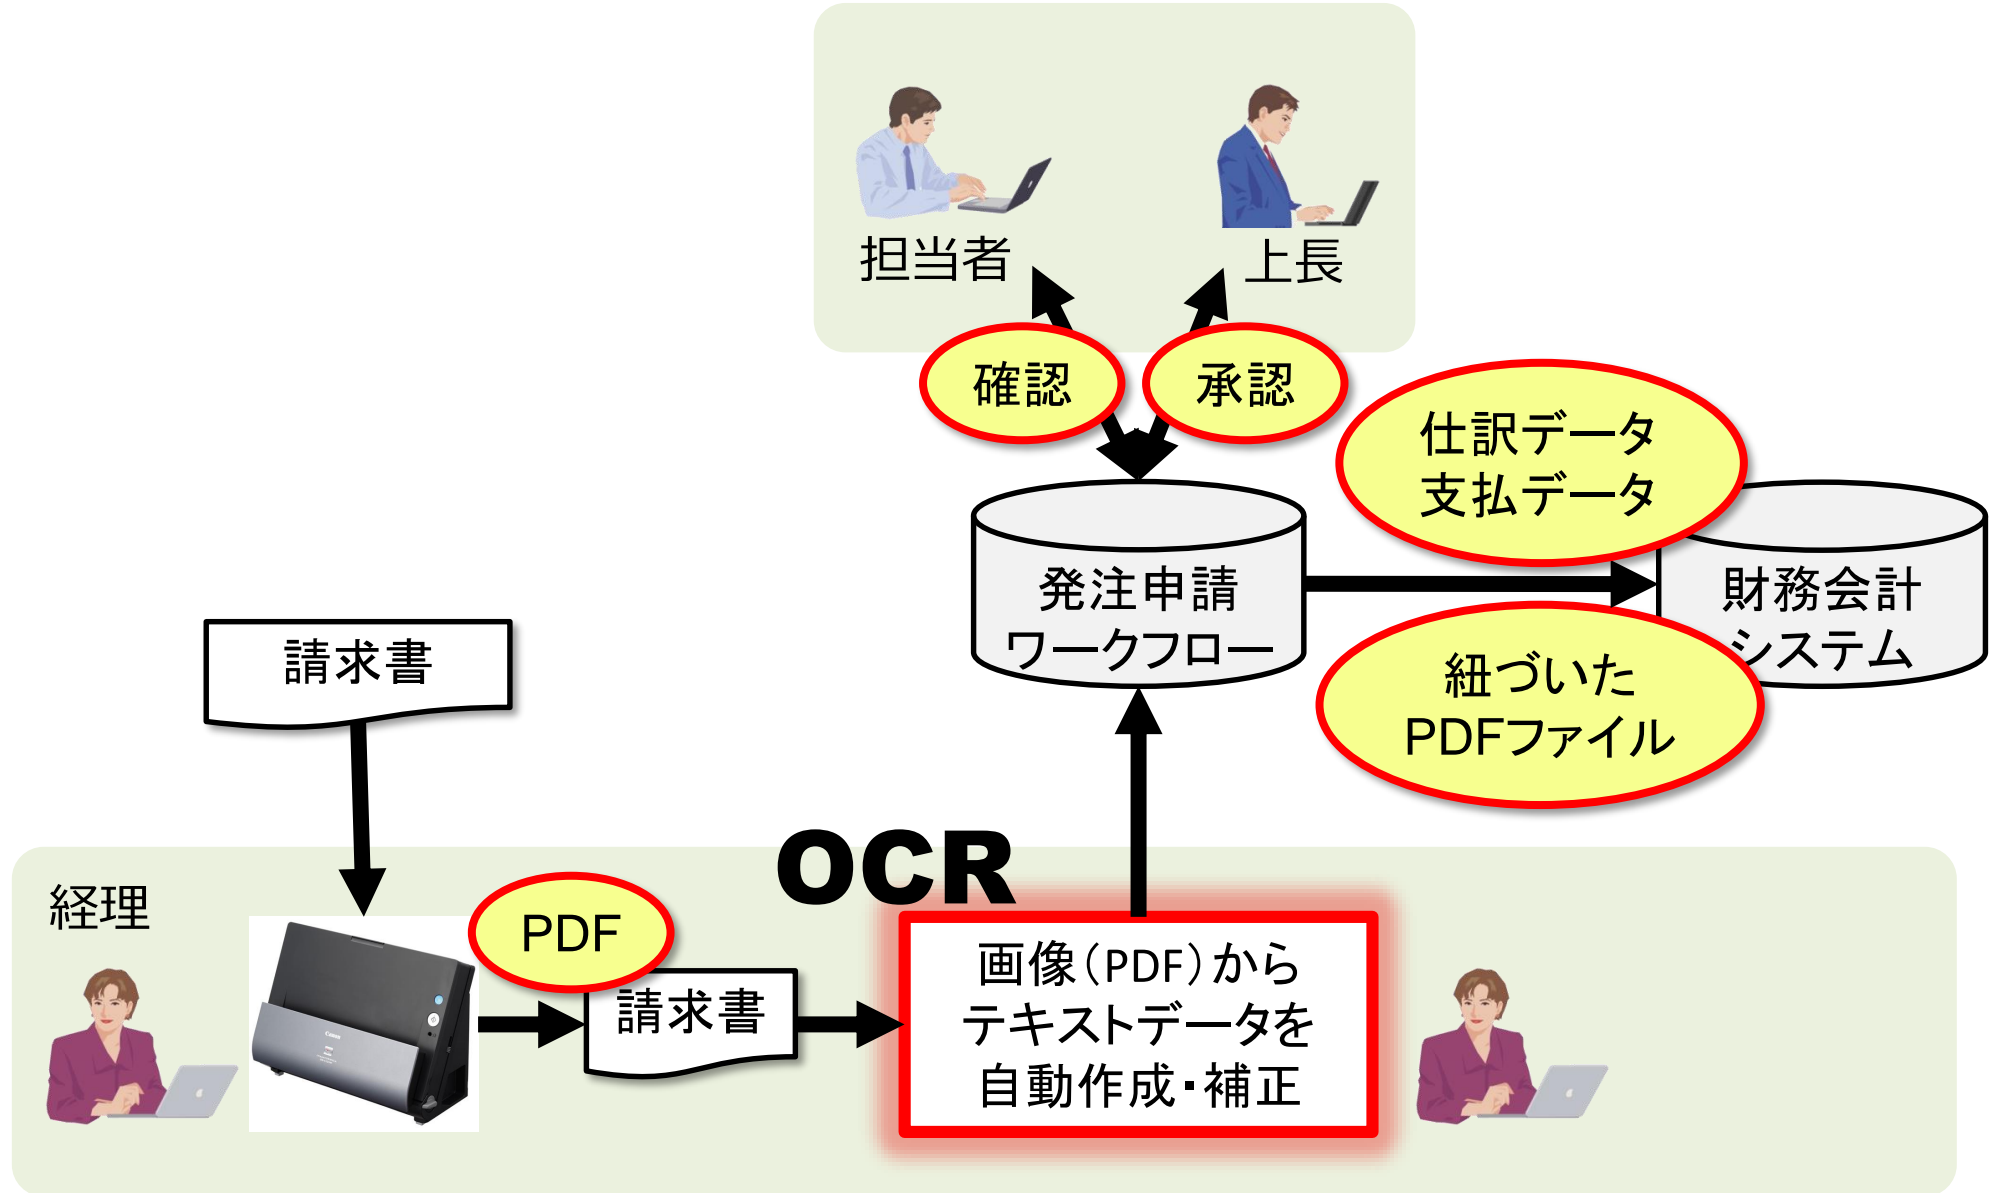 担当者
上長
確認
承認
仕訳データ
支払データ
発注申請
ワークフロー
財務会計
システム
紐づいた
PDFファイル
請求書
OCR
経理
PDF
請求書
画像（PDF）から
テキストデータを
自動作成・補正
Canon